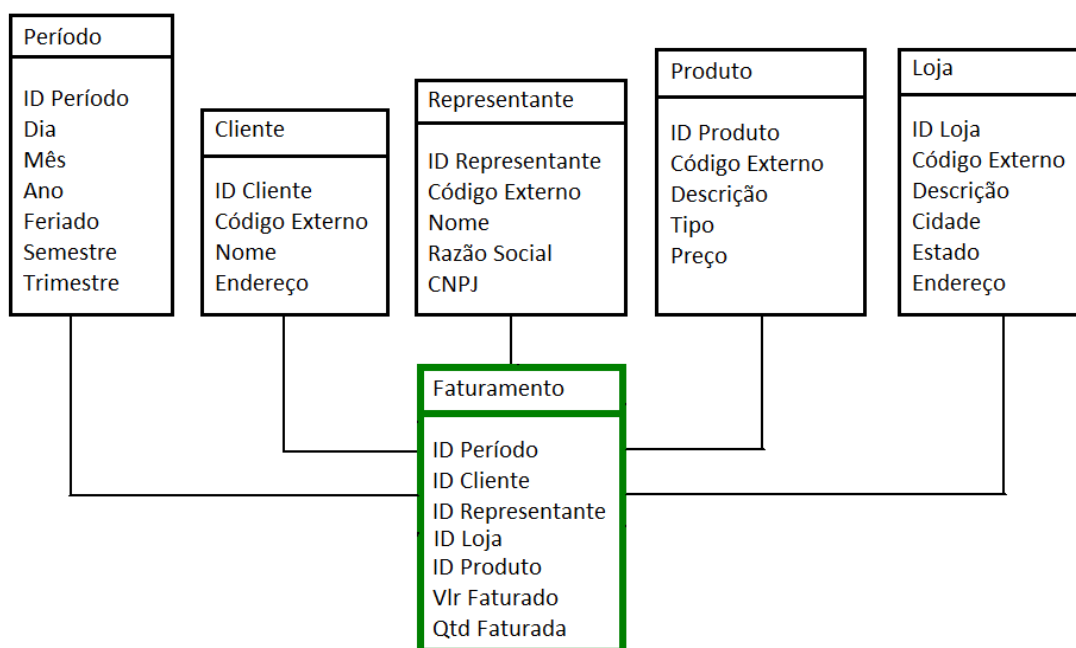 Período
ID Período
Dia
Mês
Ano
Feriado
Semestre
Trimestre
Cliente
ID Cliente
Código Externo
Nome
Endereço
Representante
ID Representante
Código Externo
Nome
Razão Social
CNPJ
Produto
ID Produto
Código Externo
Descrição
Tipo
Preço
Loja
ID Loja
Código Externo
Descrição
Cidade
Estado
Endereço
Faturamento
ID Período
ID Cliente
ID Representante
ID Loja
ID Produto
Vlr Faturado
Qtd Faturada